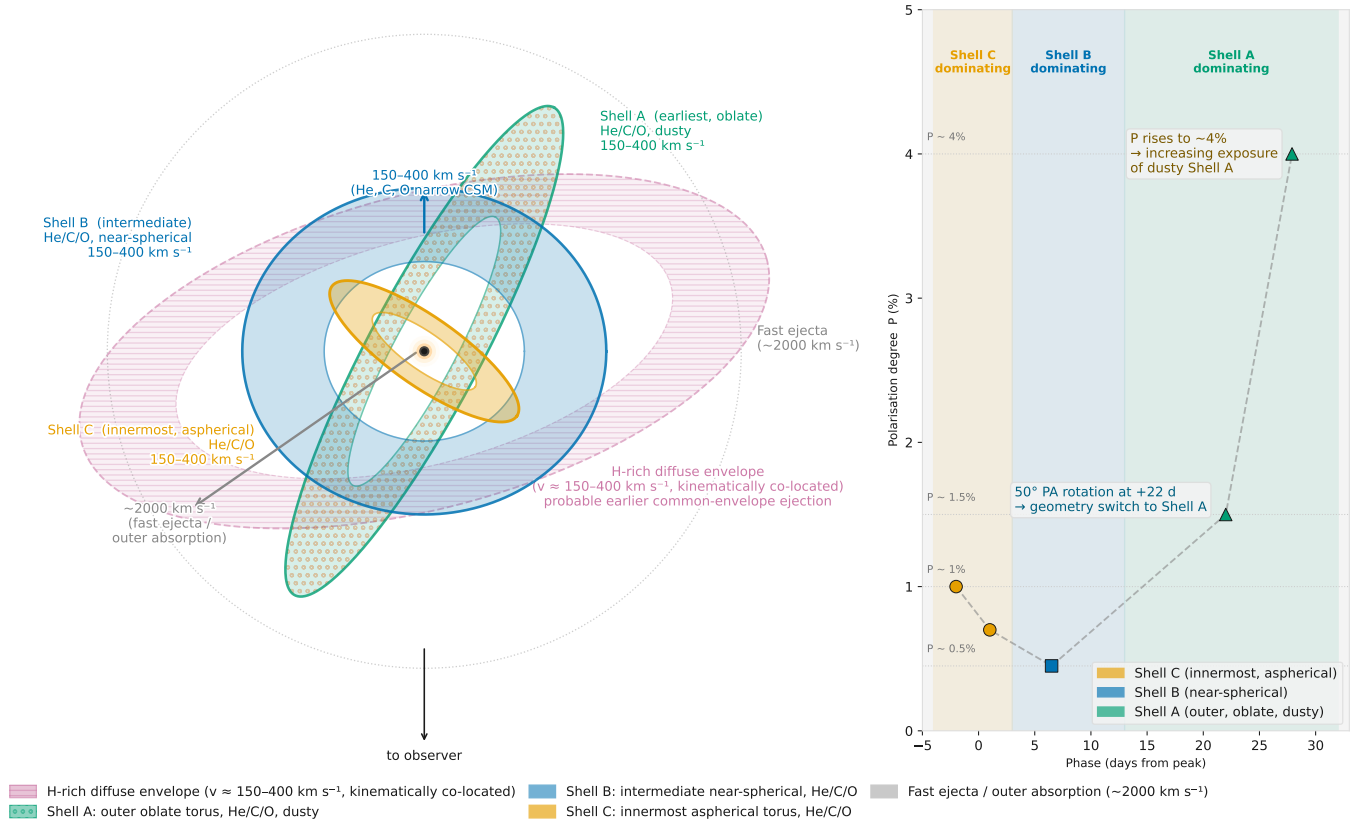 Shell A  (earliest, oblate)
He/C/O, dusty
150–400 km s⁻¹
150–400 km s⁻¹
(He, C, O narrow CSM)
Shell B  (intermediate)
He/C/O, near-spherical
150–400 km s⁻¹
Fast ejecta
(~2000 km s⁻¹)
Shell C  (innermost, aspherical)
He/C/O
150–400 km s⁻¹
H-rich diffuse envelope
(v ≈ 150–400 km s⁻¹, kinematically co-located)
probable earlier common-envelope ejection
~2000 km s⁻¹
(fast ejecta /
outer absorption)
to observer
5
4
3
2
1
0
Polarisation degree  P (%)
Shell C
dominating
Shell B
dominating
Shell A
dominating
P ~ 4%
P rises to ~4%
→ increasing exposure
of dusty Shell A
P ~ 1.5%
50° PA rotation at +22 d
→ geometry switch to Shell A
P ~ 1%
P ~ 0.5%
Shell C (innermost, aspherical)
Shell B (near-spherical)
Shell A (outer, oblate, dusty)
−5 0 5 10 15 20 25 30
Phase (days from peak)
H-rich diffuse envelope (v ≈ 150–400 km s⁻¹, kinematically co-located)
Shell A: outer oblate torus, He/C/O, dusty
Shell B: intermediate near-spherical, He/C/O
Shell C: innermost aspherical torus, He/C/O
Fast ejecta / outer absorption (~2000 km s⁻¹)